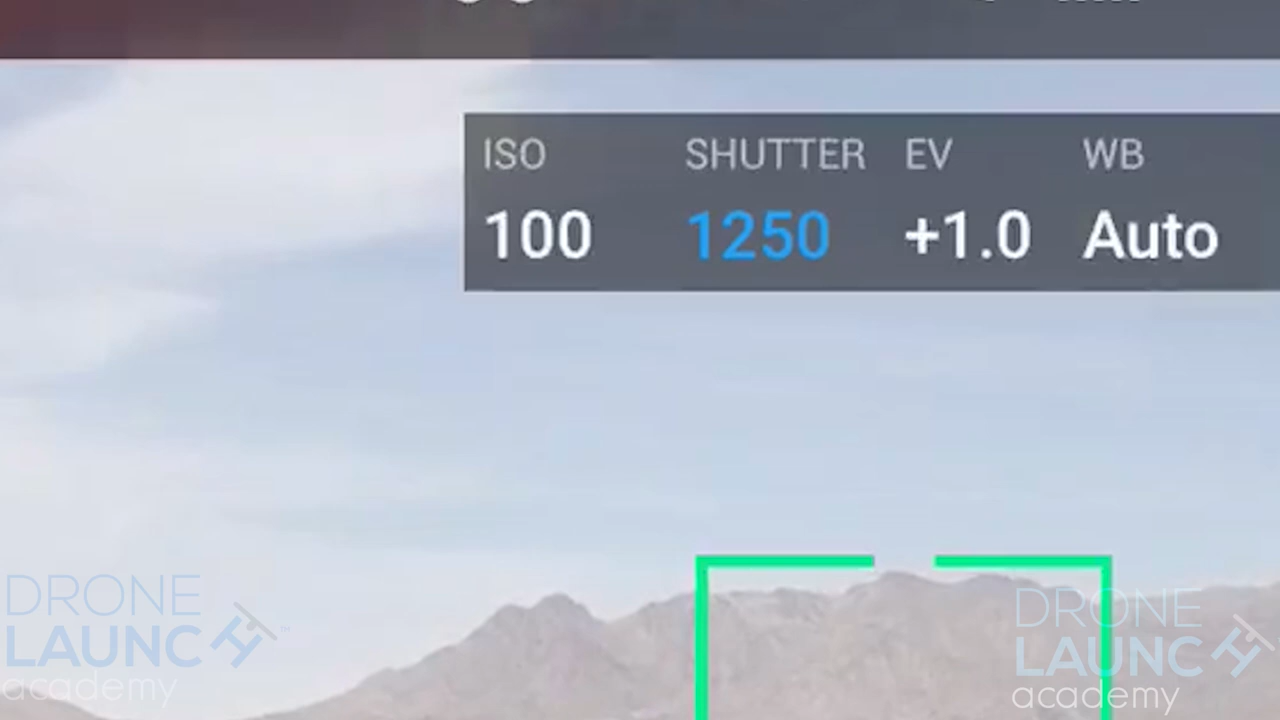 ISO SHUTTER EV WB
100 1250 +1.0 Auto
DRONE
LAUNCH
academy
DRONE
LAUNCH
academy